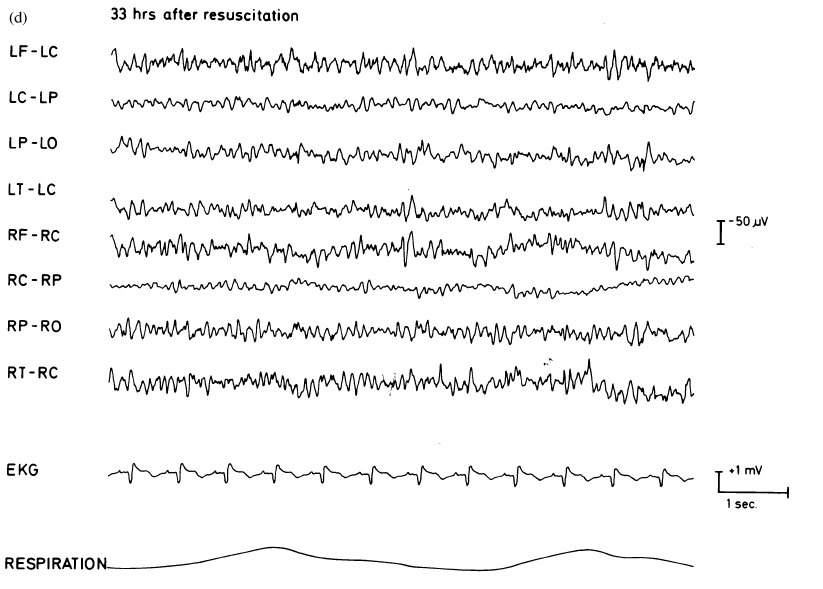 (d)
33 hrs after resuscitation
LF-LC
LC-LP
LP-LO
LT-LC
-50 µV
RF-RC
RC-RP
RP-RO
RT-RC
EKG
+1 mV
1 sec.
RESPIRATION